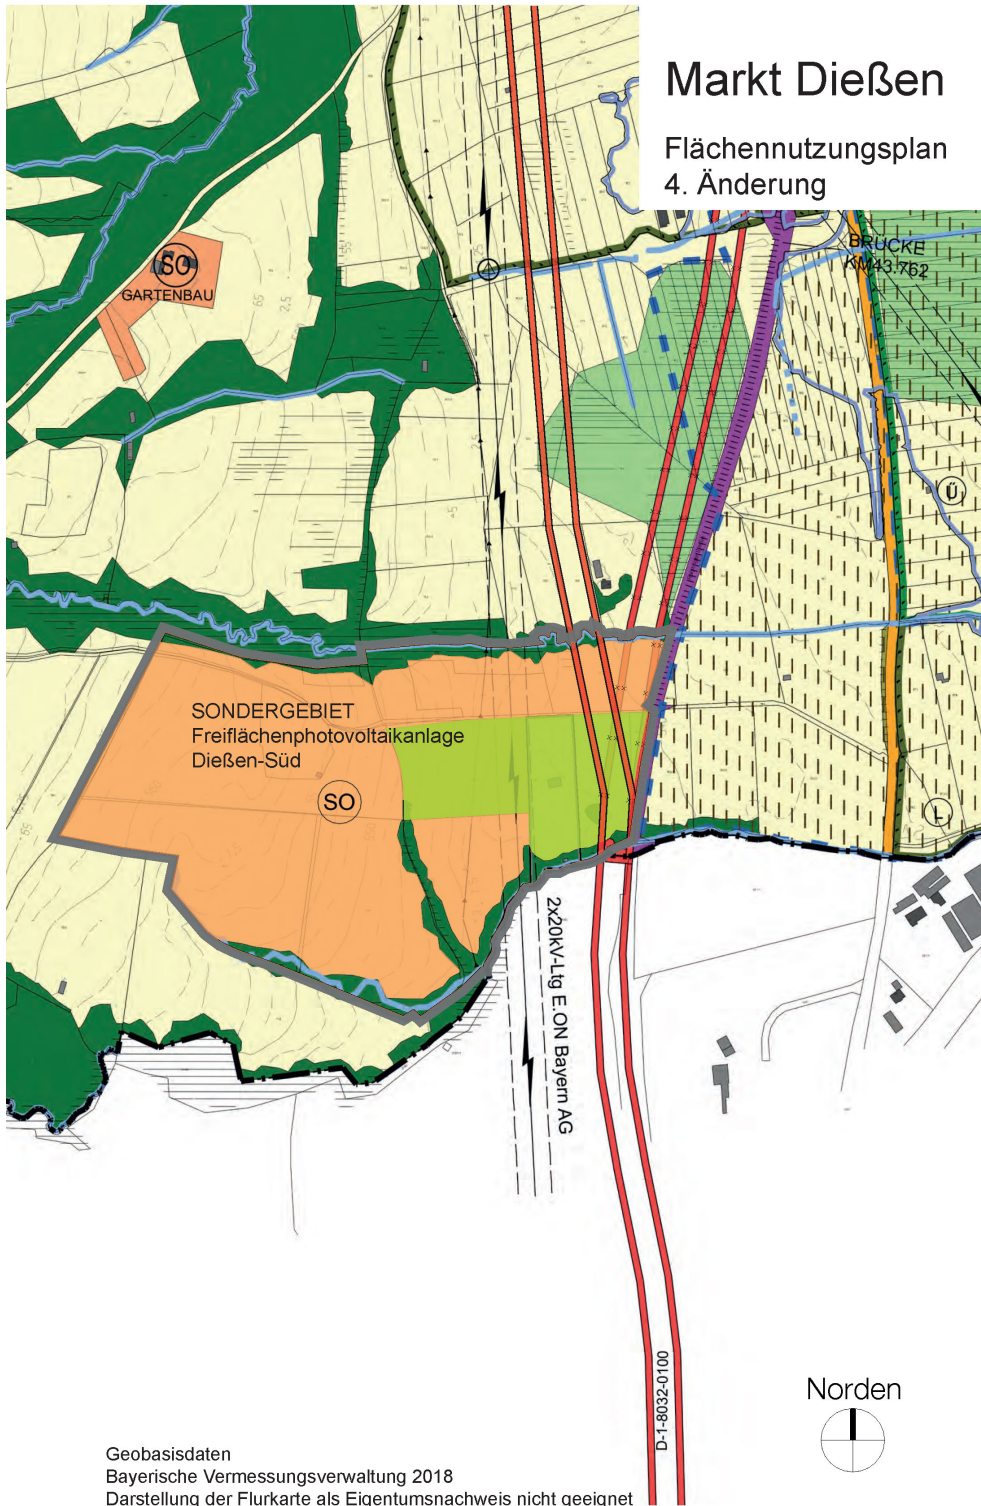 Markt Dießen
Flächennutzungsplan
4. Änderung
BRÜCKE
KM43.762
SO
GARTENBAU
Ü
SONDERGEBIET
Freiflächenphotovoltaikanlage
Dießen-Süd
SO
L
2x20kV-Ltg E.ON Bayern AG
D-1-8032-0100
Norden
Geobasisdaten
Bayerische Vermessungsverwaltung 2018
Darstellung der Flurkarte als Eigentumsnachweis nicht geeignet